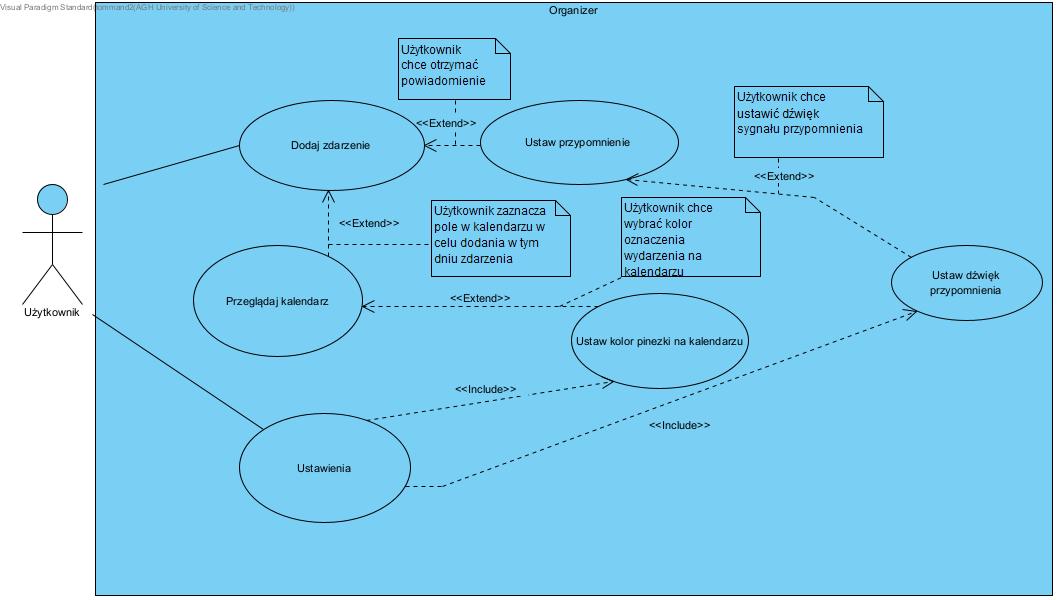 Visual Paradigm Standard(command2(AGH University of Science and Technology))
Organizer
Użytkownik
chce otrzymać
powiadomienie
<<Extend>>
Dodaj zdarzenie
Ustaw przypomnienie
Użytkownik chce
ustawić dźwięk
sygnału przypomnienia
<<Extend>>
Użytkownik
<<Extend>>
Użytkownik zaznacza
pole w kalendarzu w
celu dodania w tym
dniu zdarzenia
Użytkownik chce
wybrać kolor
oznaczenia
wydarzenia na
kalendarzu
Przeglądaj kalendarz
<<Extend>>
Ustaw dźwięk
przypomnienia
Ustaw kolor pinezki na kalendarzu
<<Include>>
<<Include>>
Ustawienia